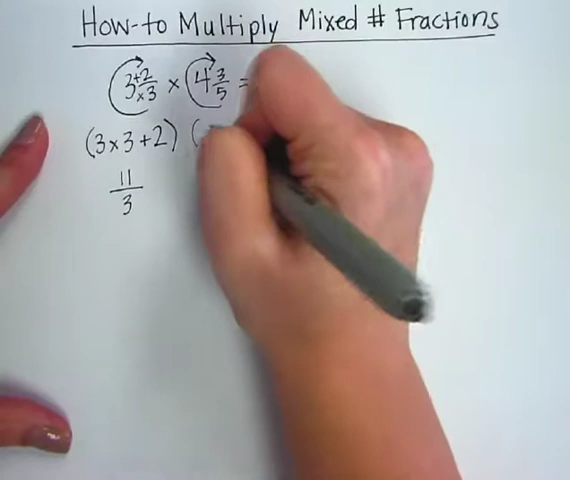 How-to Multiply Mixed # Fractions
3 +2/×3 × 4 3/5 =
(3×3+2) (
11/3